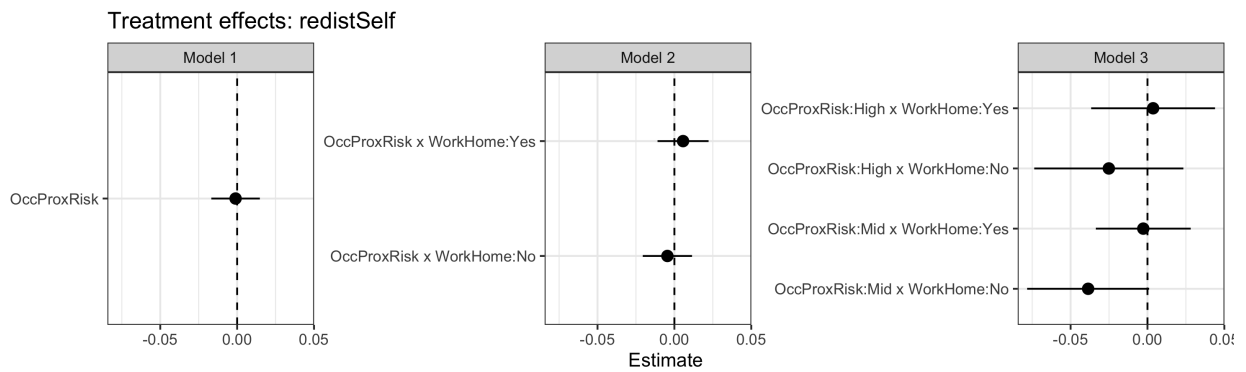 Treatment effects: redistSelf
Model 1
OccProxRisk
-0.05 0.00 0.05
Model 2
OccProxRisk x WorkHome:Yes
OccProxRisk x WorkHome:No
-0.05 0.00 0.05
Model 3
OccProxRisk:High x WorkHome:Yes
OccProxRisk:High x WorkHome:No
OccProxRisk:Mid x WorkHome:Yes
OccProxRisk:Mid x WorkHome:No
-0.05 0.00 0.05
Estimate